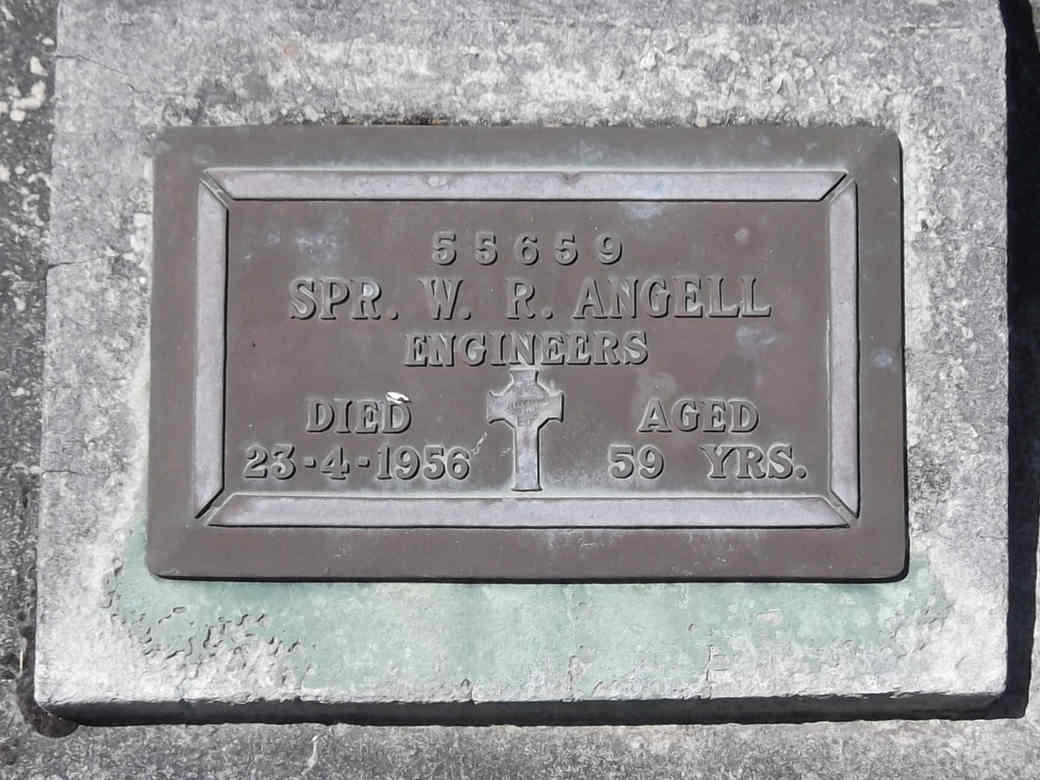 55659
SPR. W. R. ANGELL
ENGINEERS
DIED
23-4-1956
AGED
59 YRS.